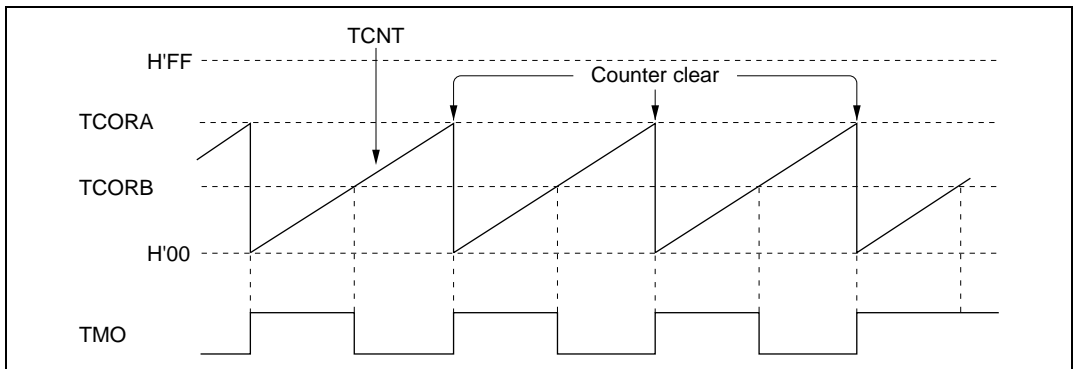 TCNT
H'FF
Counter clear
TCORA
TCORB
H'00
TMO